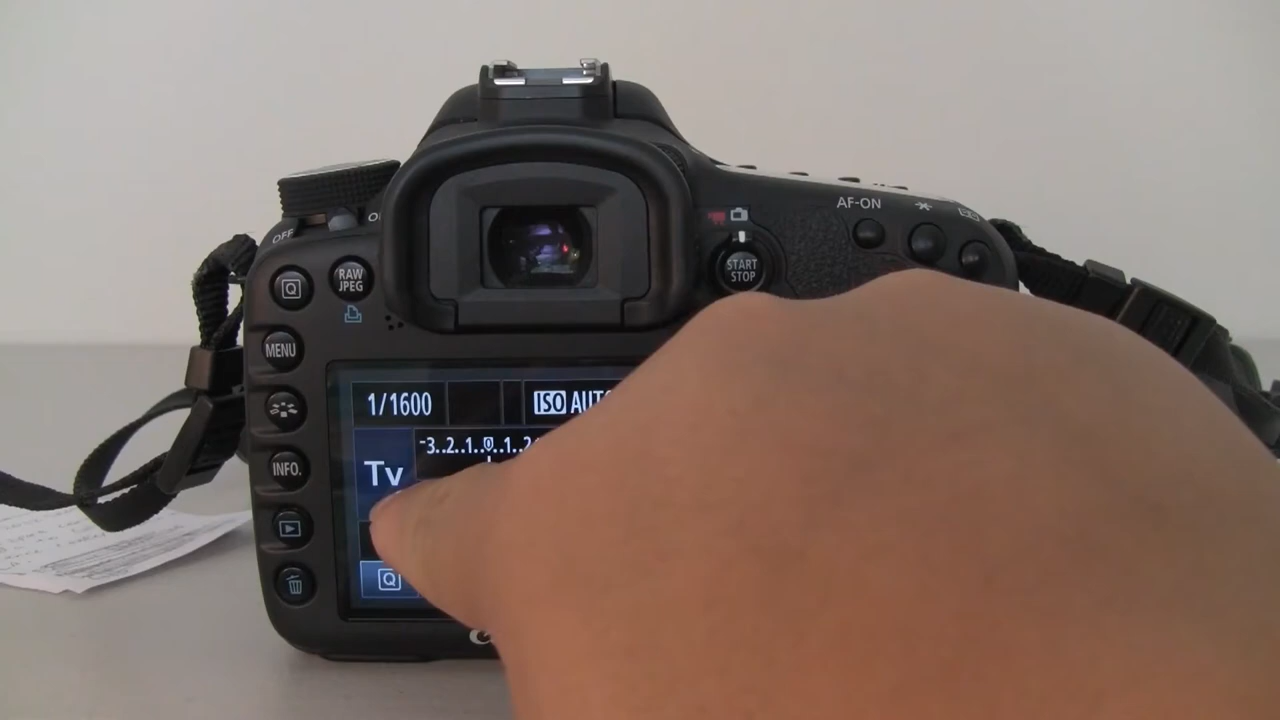 OFF
AF-ON
Q
RAW
JPEG
START
STOP
MENU
1/1600
ISO AUTO
-3..2..1..0..1..2
Tv
INFO.
Q